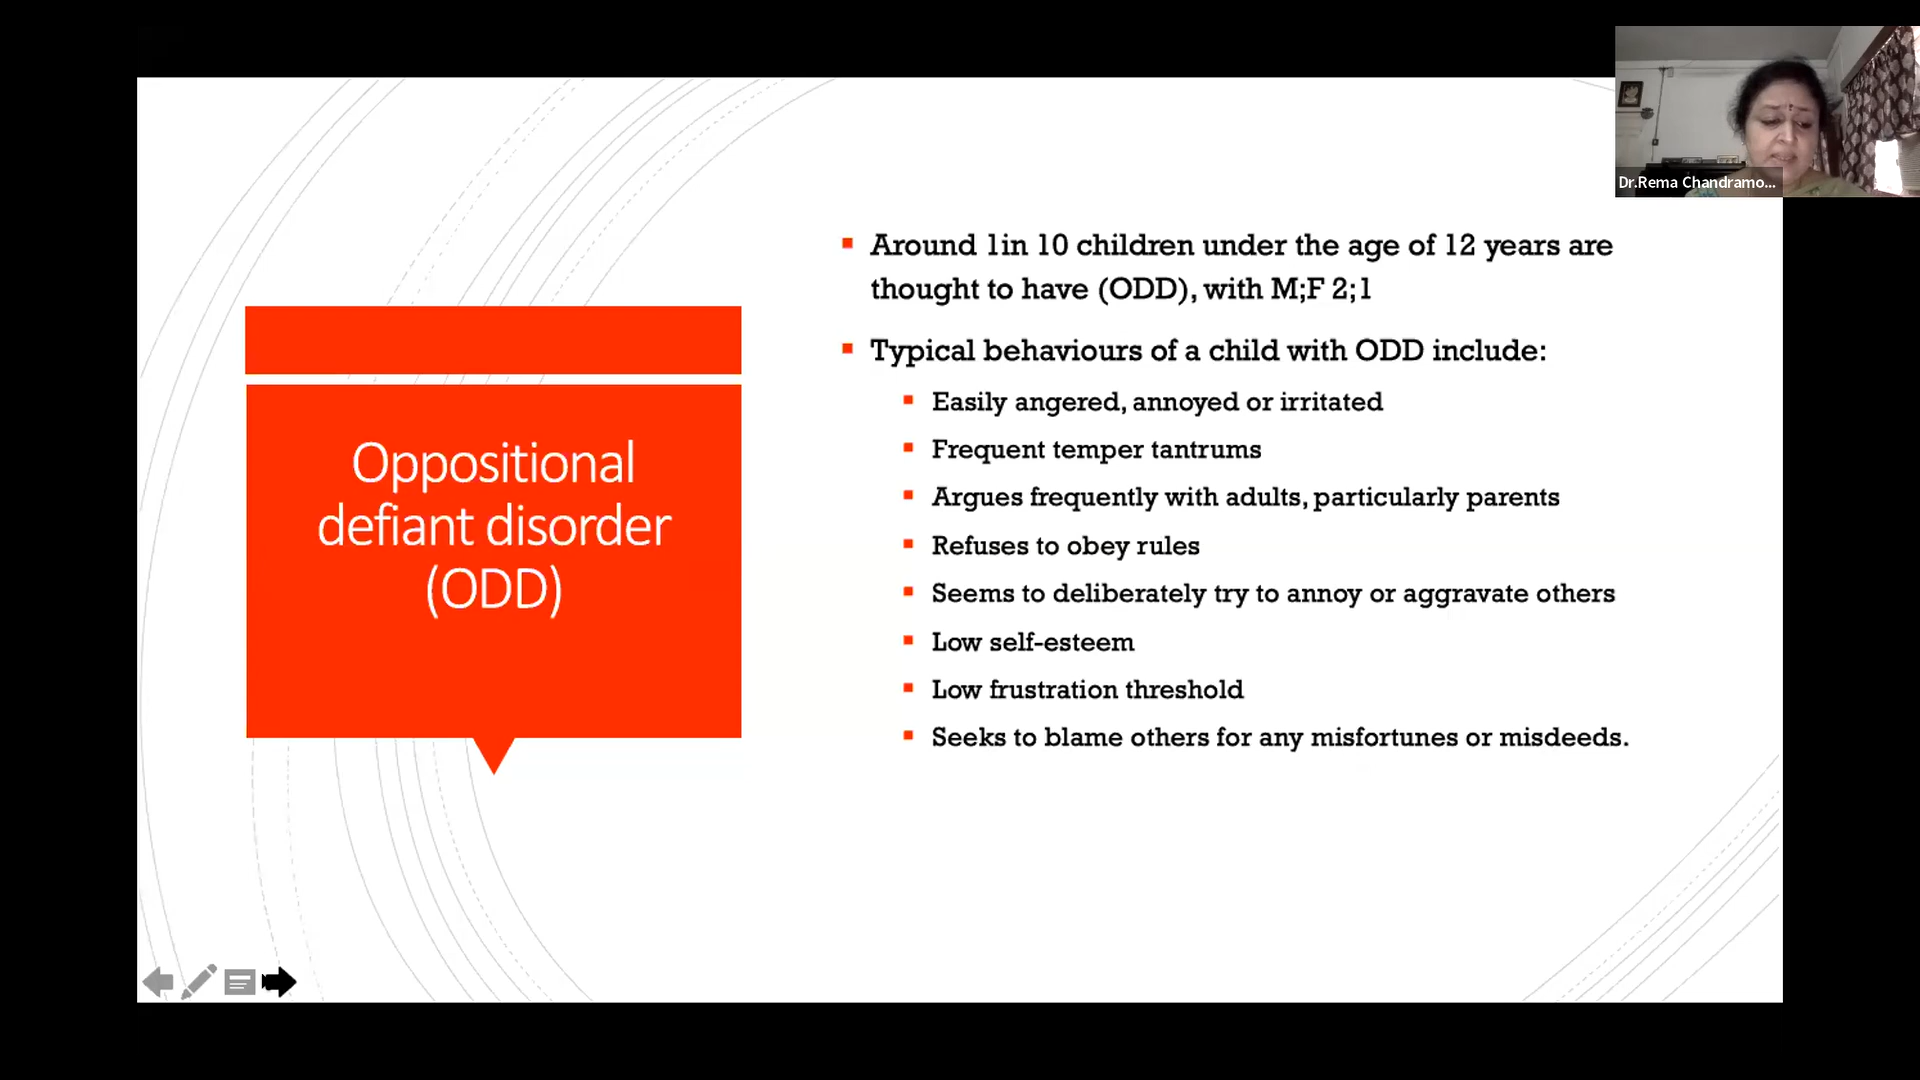 Dr.Rema Chandramo...
Oppositional
defiant disorder
(ODD)
Around 1in 10 children under the age of 12 years are
thought to have (ODD), with M;F 2;1
Typical behaviours of a child with ODD include:
Easily angered, annoyed or irritated
Frequent temper tantrums
Argues frequently with adults, particularly parents
Refuses to obey rules
Seems to deliberately try to annoy or aggravate others
Low self-esteem
Low frustration threshold
Seeks to blame others for any misfortunes or misdeeds.